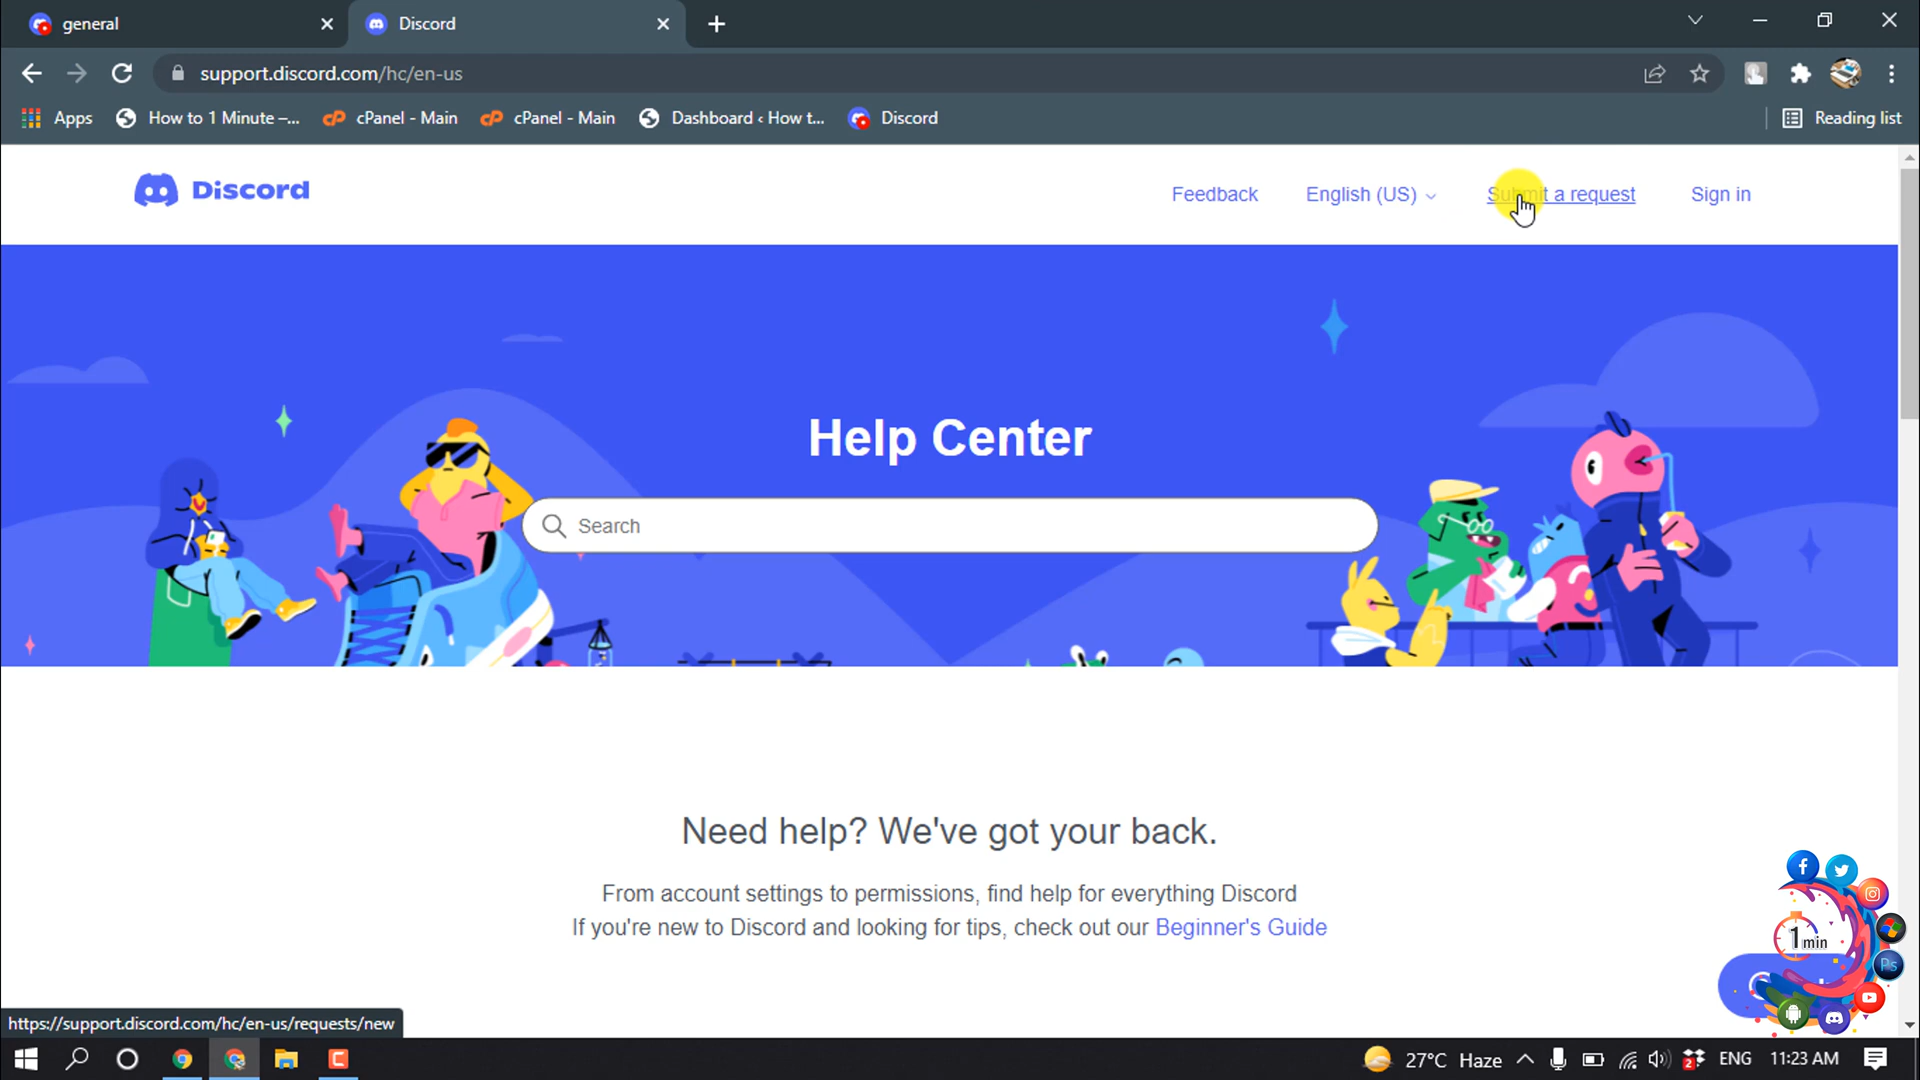 general
Discord
support.discord.com/hc/en-us
Apps
How to 1 Minute –...
cPanel - Main
cPanel - Main
Dashboard ‹ How t...
Discord
Reading list
Discord
Feedback
English (US)
Submit a request
Sign in
Help Center
Search
Need help? We've got your back.
From account settings to permissions, find help for everything Discord
If you're new to Discord and looking for tips, check out our Beginner's Guide
1 min
Ps
https://support.discord.com/hc/en-us/requests/new
27°C Haze
2
ENG
11:23 AM